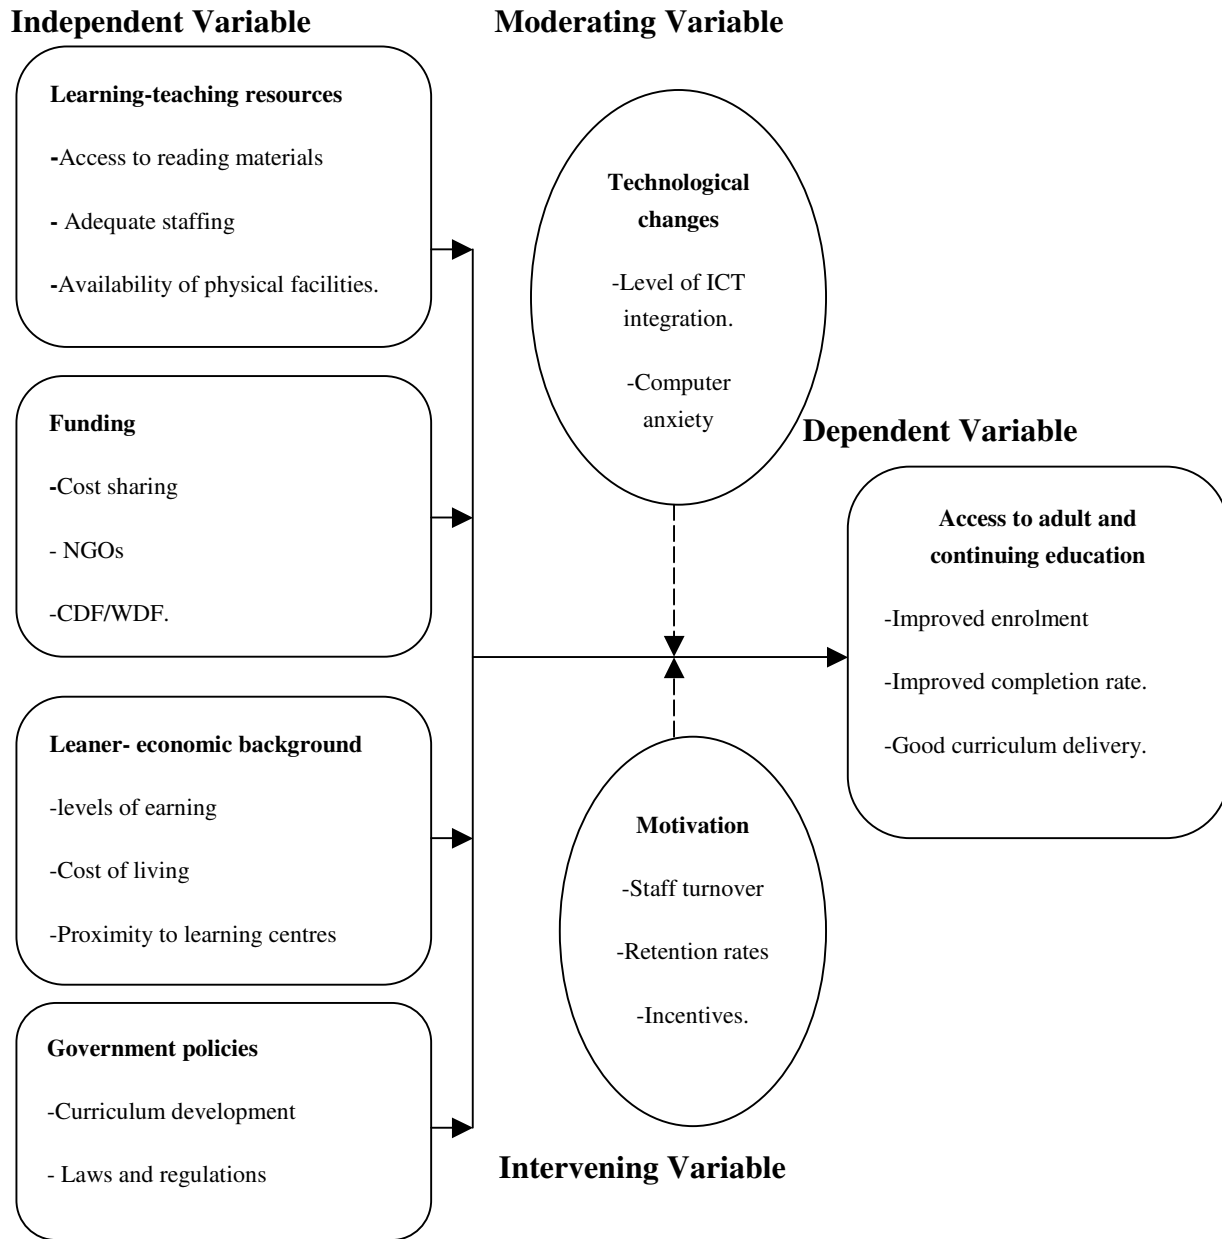 Independent Variable
Learning-teaching resources
-Access to reading materials
- Adequate staffing
-Availability of physical facilities.
Funding
-Cost sharing
- NGOs
-CDF/WDF.
Leaner- economic background
-levels of earning
-Cost of living
-Proximity to learning centres
Government policies
-Curriculum development
- Laws and regulations
Moderating Variable
Technological
changes
-Level of ICT
integration.
-Computer
anxiety
Motivation
-Staff turnover
-Retention rates
-Incentives.
Intervening Variable
Dependent Variable
Access to adult and
continuing education
-Improved enrolment
-Improved completion rate.
-Good curriculum delivery.